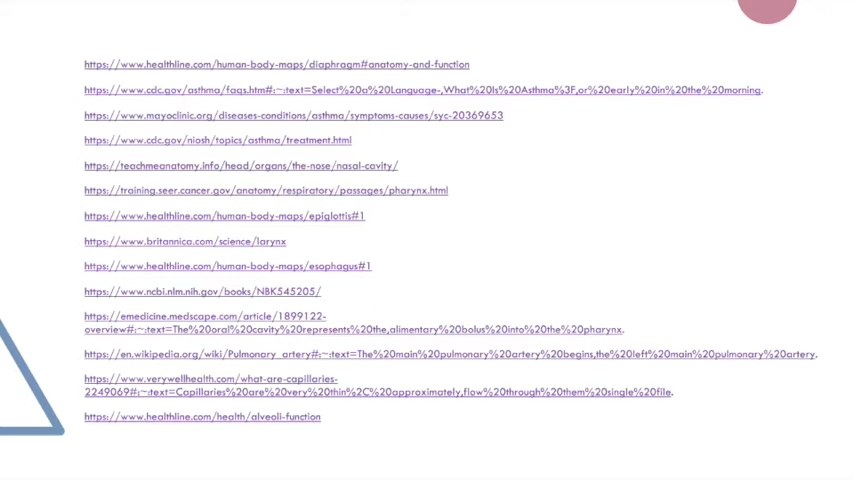 https://www.healthline.com/human-body-maps/diaphragm#anatomy-and-function
https://www.cdc.gov/asthma/faqs.htm#:~:text=Select%20a%20Language-,What%20Is%20Asthma%3F,or%20early%20in%20the%20morning.
https://www.mayoclinic.org/diseases-conditions/asthma/symptoms-causes/syc-20369653
https://www.cdc.gov/niosh/topics/asthma/treatment.html
https://teachmeanatomy.info/head/organs/the-nose/nasal-cavity/
https://training.seer.cancer.gov/anatomy/respiratory/passages/pharynx.html
https://www.healthline.com/human-body-maps/epiglottis#1
https://www.britannica.com/science/larynx
https://www.healthline.com/human-body-maps/esophagus#1
https://www.ncbi.nlm.nih.gov/books/NBK545205/
https://emedicine.medscape.com/article/1899122-
overview#:~:text=The%20oral%20cavity%20represents%20the,alimentary%20bolus%20into%20the%20pharynx.
https://en.wikipedia.org/wiki/Pulmonary_artery#:~:text=The%20main%20pulmonary%20artery%20begins,the%20left%20main%20pulmonary%20artery.
https://www.verywellhealth.com/what-are-capillaries-
2249069#:~:text=Capillaries%20are%20very%20thin%2C%20approximately,flow%20through%20them%20single%20file.
https://www.healthline.com/health/alveoli-function